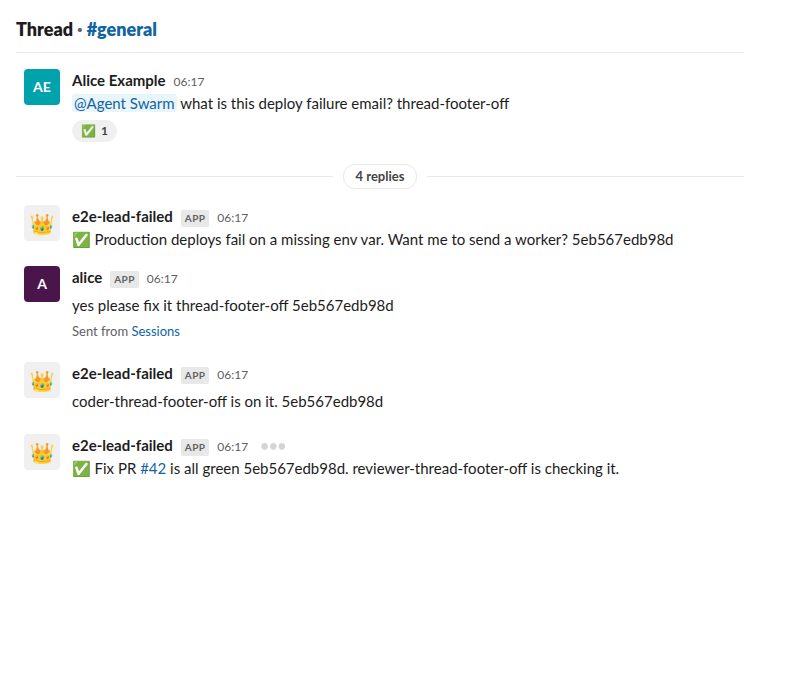 Thread • #general
AE
Alice Example 06:17
@Agent Swarm what is this deploy failure email? thread-footer-off
✅ 1
4 replies
e2e-lead-failed APP 06:17
✅ Production deploys fail on a missing env var. Want me to send a worker? 5eb567edb98d
A
alice APP 06:17
yes please fix it thread-footer-off 5eb567edb98d
Sent from Sessions
e2e-lead-failed APP 06:17
coder-thread-footer-off is on it. 5eb567edb98d
e2e-lead-failed APP 06:17
✅ Fix PR #42 is all green 5eb567edb98d. reviewer-thread-footer-off is checking it.